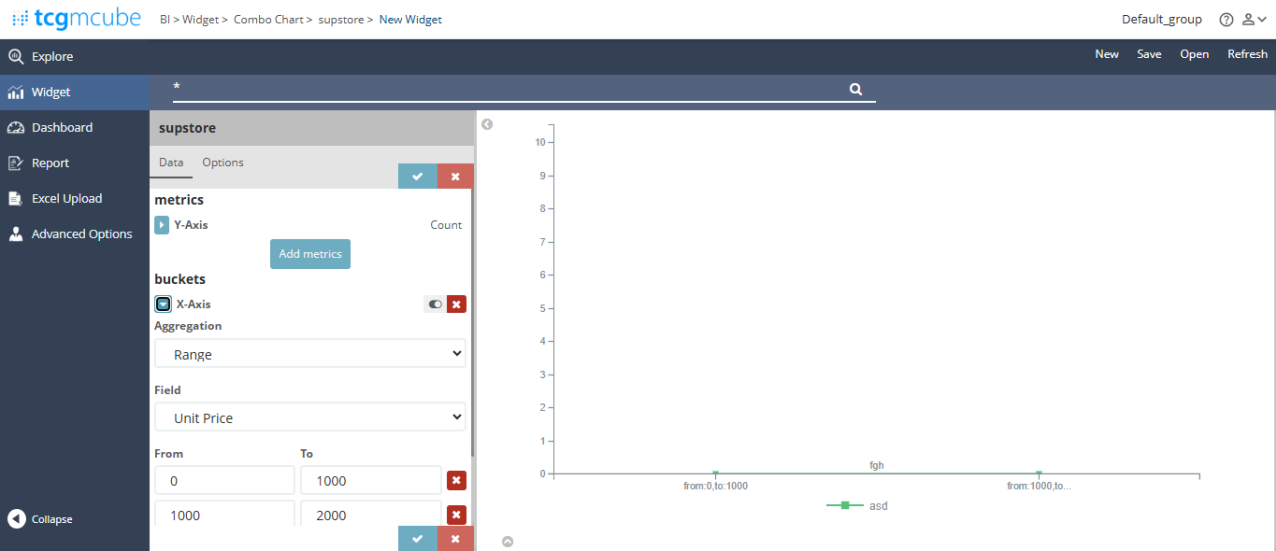 tcgmcube
BI > Widget > Combo Chart > supstore > New Widget
Default_group
Explore
New Save Open Refresh
Widget
*
Dashboard
Report
Excel Upload
Advanced Options
Collapse
supstore
Data Options
metrics
Y-Axis Count
Add metrics
buckets
X-Axis
Aggregation
Range
Field
Unit Price
From To
0 1000
1000 2000
10
9
8
7
6
5
4
3
2
1
0
fgh
from:0,to:1000 from:1000,to...
asd